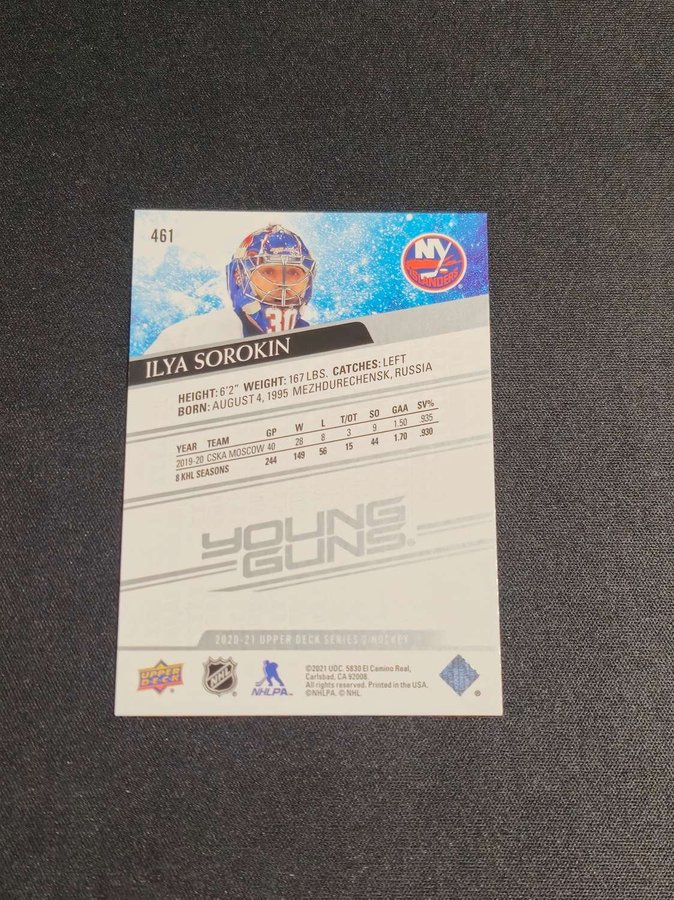 461
NY
ISLANDERS
30
ILYA SOROKIN
HEIGHT: 6'2" WEIGHT: 167 LBS. CATCHES: LEFT
BORN: AUGUST 4, 1995 MEZHDURECHENSK, RUSSIA
YEAR TEAM GP W L T/OT SO GAA SV%
2019-20 CSKA MOSCOW 40 28 8 3 9 1.50 .935
8 KHL SEASONS 244 149 56 15 44 1.70 .930
YOUNG
GUNS®
2020-21 UPPER DECK SERIES 2 HOCKEY
UPPER
DECK
NHL
NHLPA
©2021 UDC. 5830 El Camino Real,
Carlsbad, CA 92008.
All rights reserved. Printed in the USA.
©NHLPA. © NHL.
®